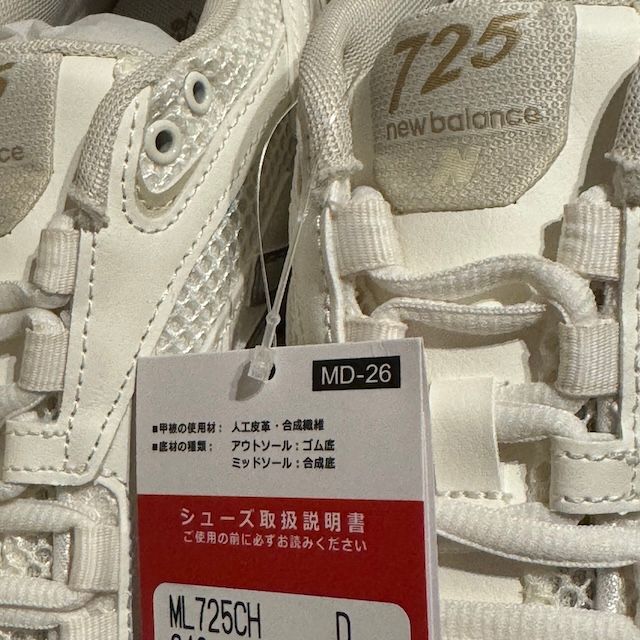 725
new balance
N
725
ce
MD-26
■甲被の使用材： 人工皮革・合成繊維
■底材の種類： アウトソール：ゴム底
ミッドソール：合成底
シューズ取扱説明書
ご使用の前に必ずお読みください
ML725CH D